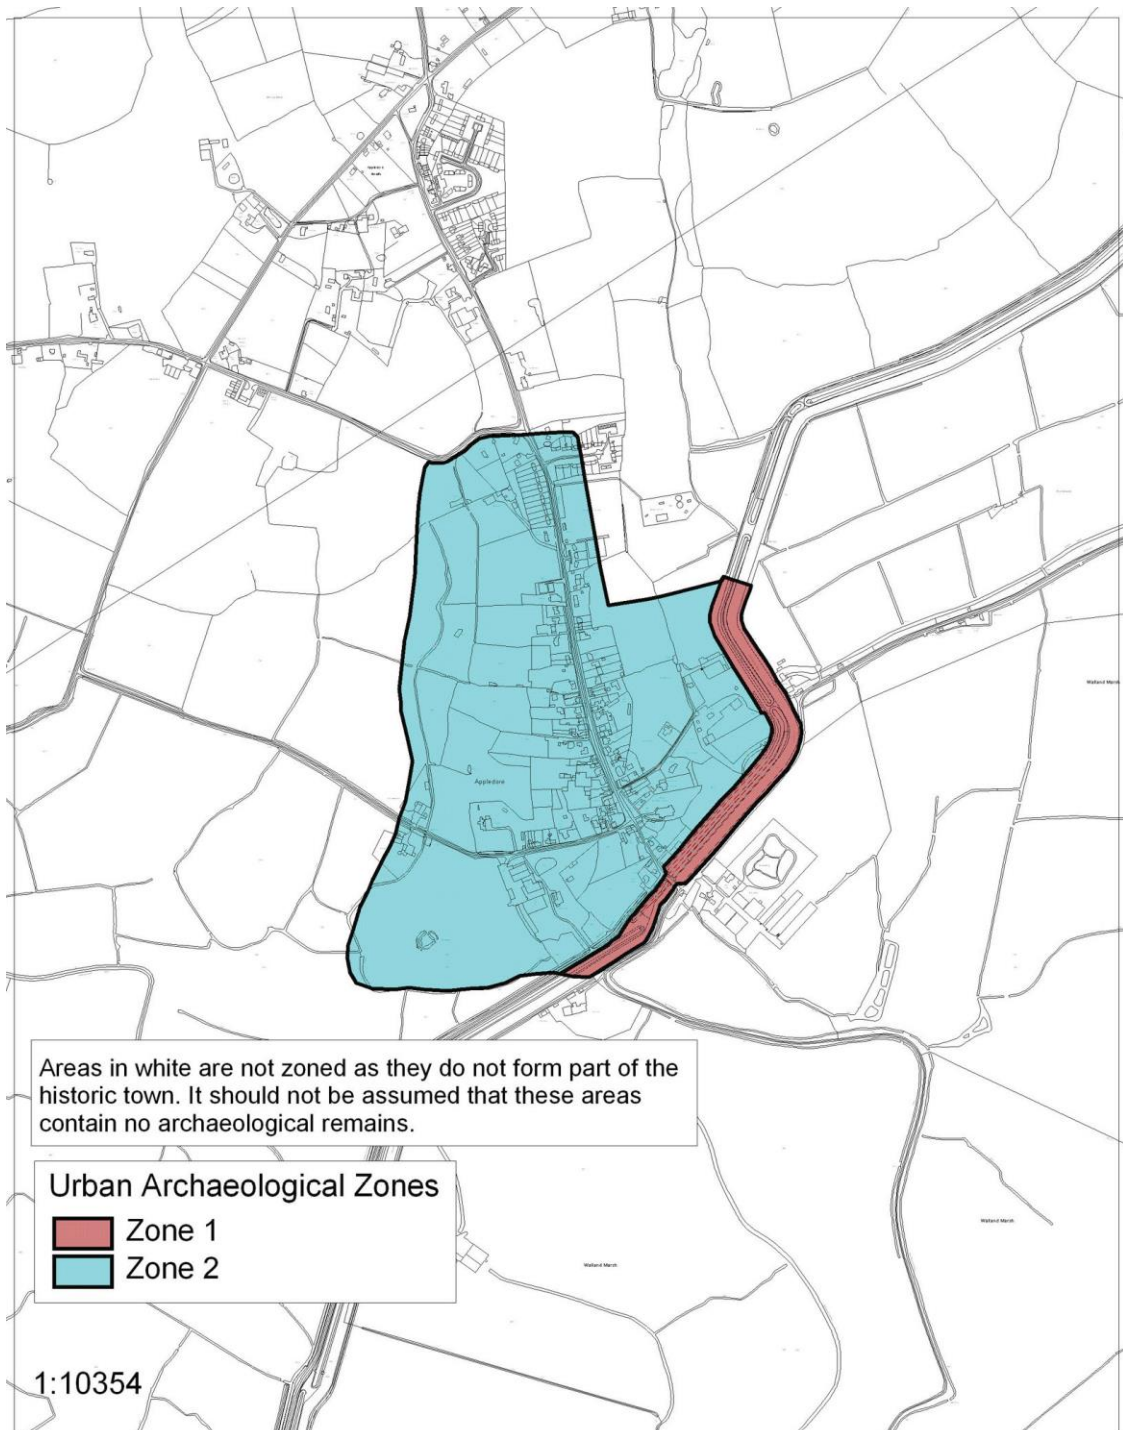 Appledore
Walland Marsh
Areas in white are not zoned as they do not form part of the
historic town. It should not be assumed that these areas
contain no archaeological remains.
Urban Archaeological Zones
Zone 1
Zone 2
Walland Marsh
Walland Marsh
1:10354